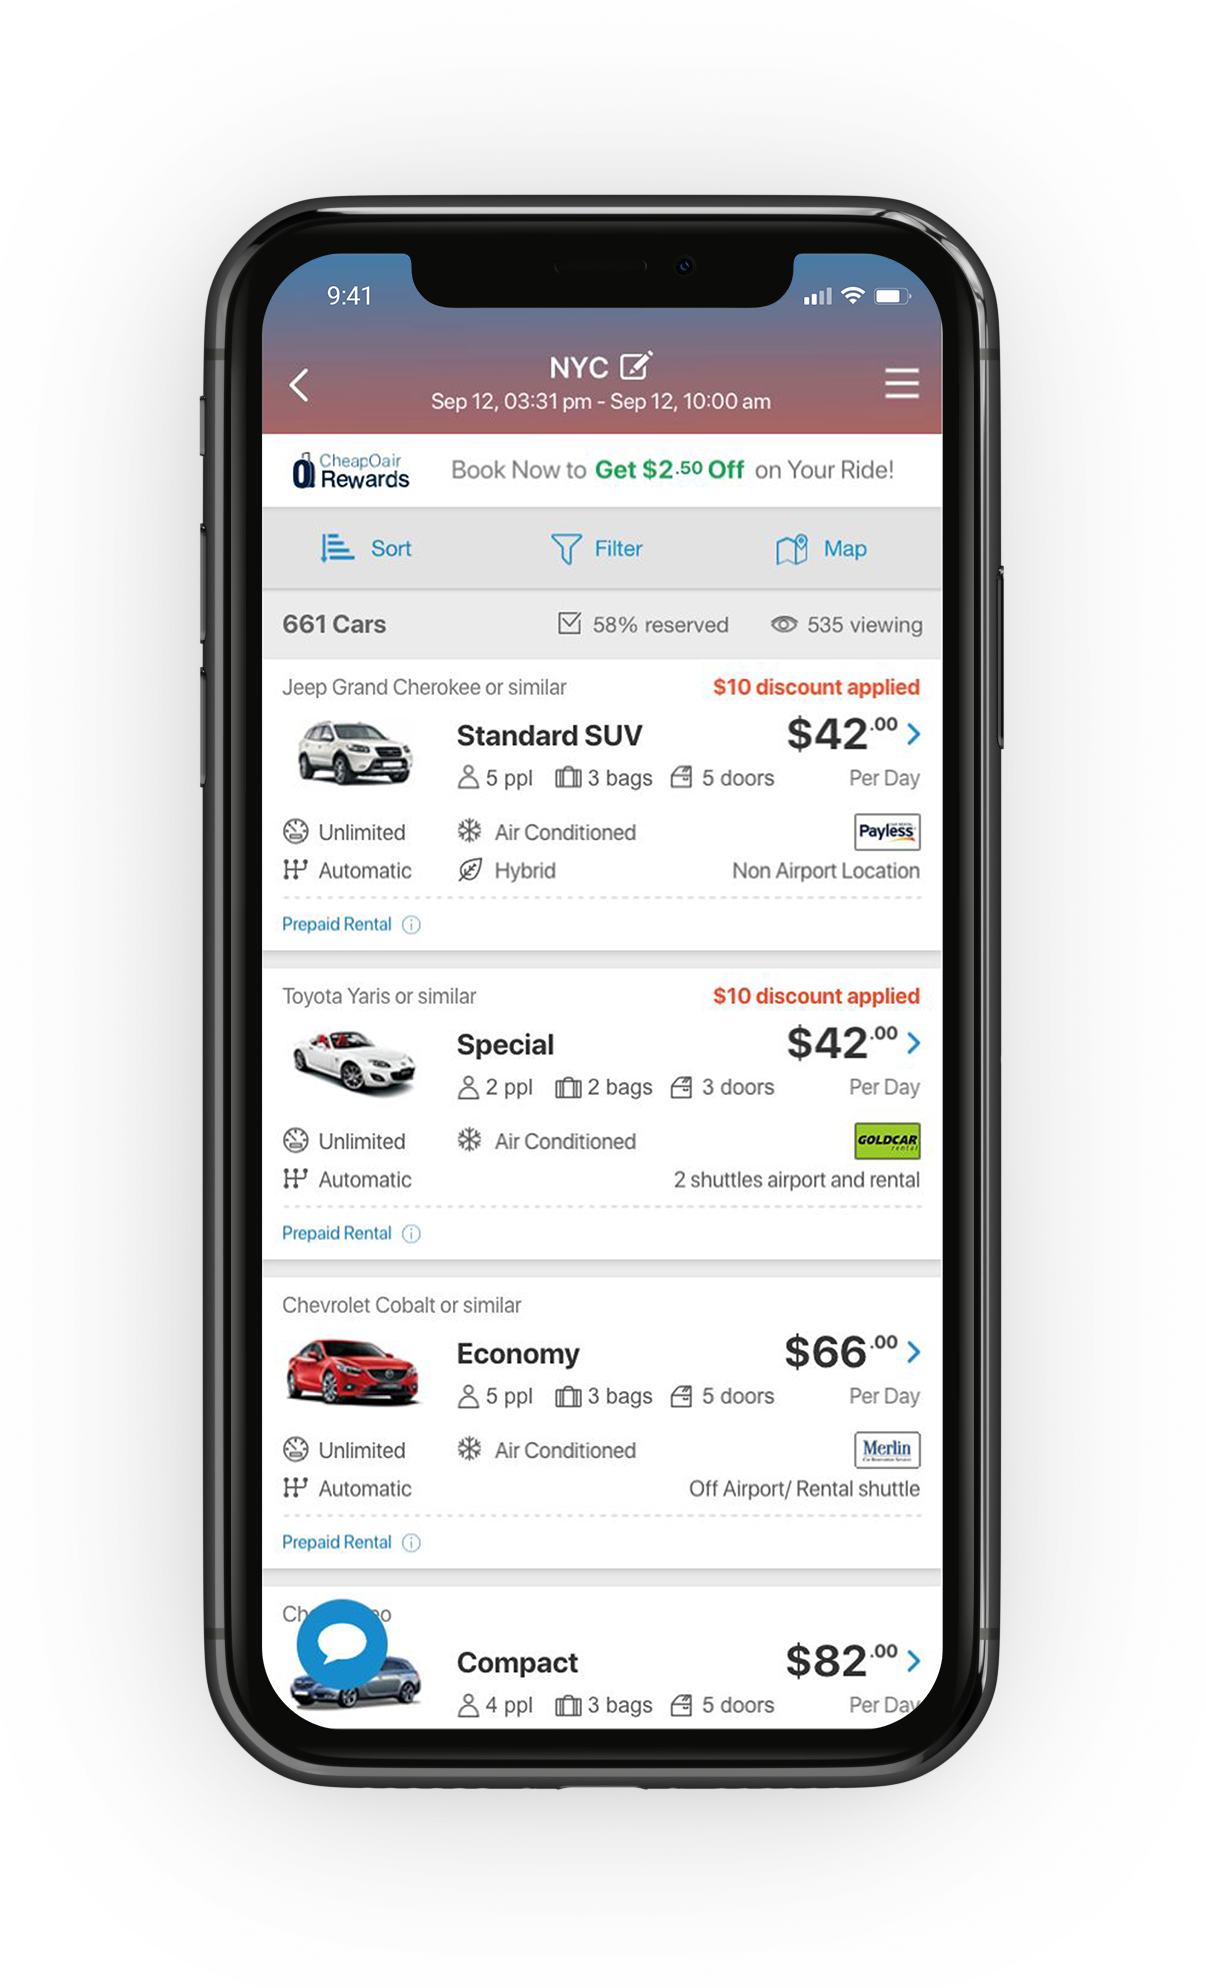 9:41
NYC
Sep 12, 03:31 pm - Sep 12, 10:00 am
CheapOair
Rewards
Book Now to Get $2.50 Off on Your Ride!
Sort Filter Map
661 Cars 58% reserved 535 viewing
Jeep Grand Cherokee or similar $10 discount applied
Standard SUV $42.00
5 ppl 3 bags 5 doors Per Day
Unlimited Air Conditioned Payless
Automatic Hybrid Non Airport Location
Prepaid Rental
Toyota Yaris or similar $10 discount applied
Special $42.00
2 ppl 2 bags 3 doors Per Day
Unlimited Air Conditioned GOLDCAR
rental
Automatic 2 shuttles airport and rental
Prepaid Rental
Chevrolet Cobalt or similar
Economy $66.00
5 ppl 3 bags 5 doors Per Day
Unlimited Air Conditioned Merlin
Automatic Off Airport/ Rental shuttle
Prepaid Rental
Compact $82.00
4 ppl 3 bags 5 doors Per Day